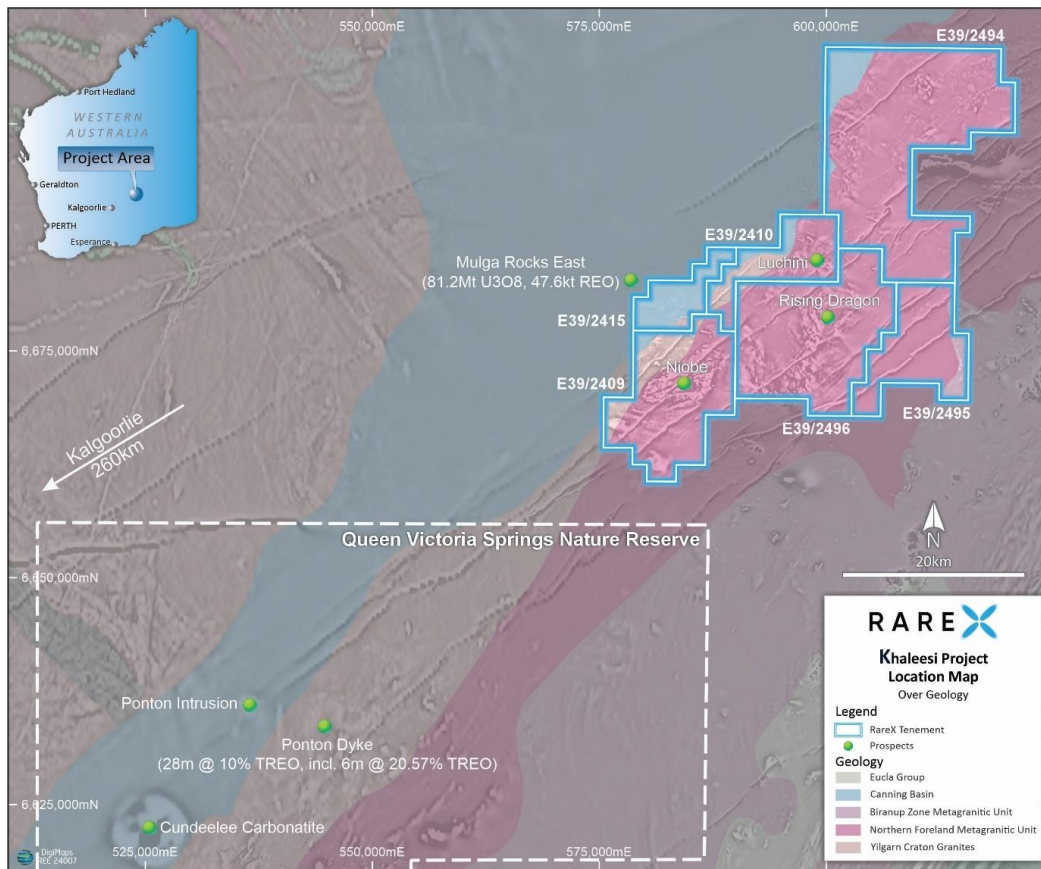 550,000mE
575,000mE
600,000mE
E39/2494
Port Hedland
WESTERN
AUSTRALIA
Project Area
Geraldton
Kalgoorlie
PERTH
Esperance
E39/2410
Luchini
Mulga Rocks East
(81.2Mt U3O8, 47.6kt REO)
Rising Dragon
E39/2415
6,675,000mN
Niobe
E39/2409
E39/2495
E39/2496
Kalgoorlie
260km
Queen Victoria Springs Nature Reserve
N
20km
6,650,000mN
Ponton Intrusion
Ponton Dyke
(28m @ 10% TREO, incl. 6m @ 20.57% TREO)
6,625,000mN
Cundeelee Carbonatite
DigiMaps
REE 24007
525,000mE
550,000mE
575,000mE
RAREX
Khaleesi Project
Location Map
Over Geology
Legend
RareX Tenement
Prospects
Geology
Eucla Group
Canning Basin
Biranup Zone Metagranitic Unit
Northern Foreland Metagranitic Unit
Yilgarn Craton Granites